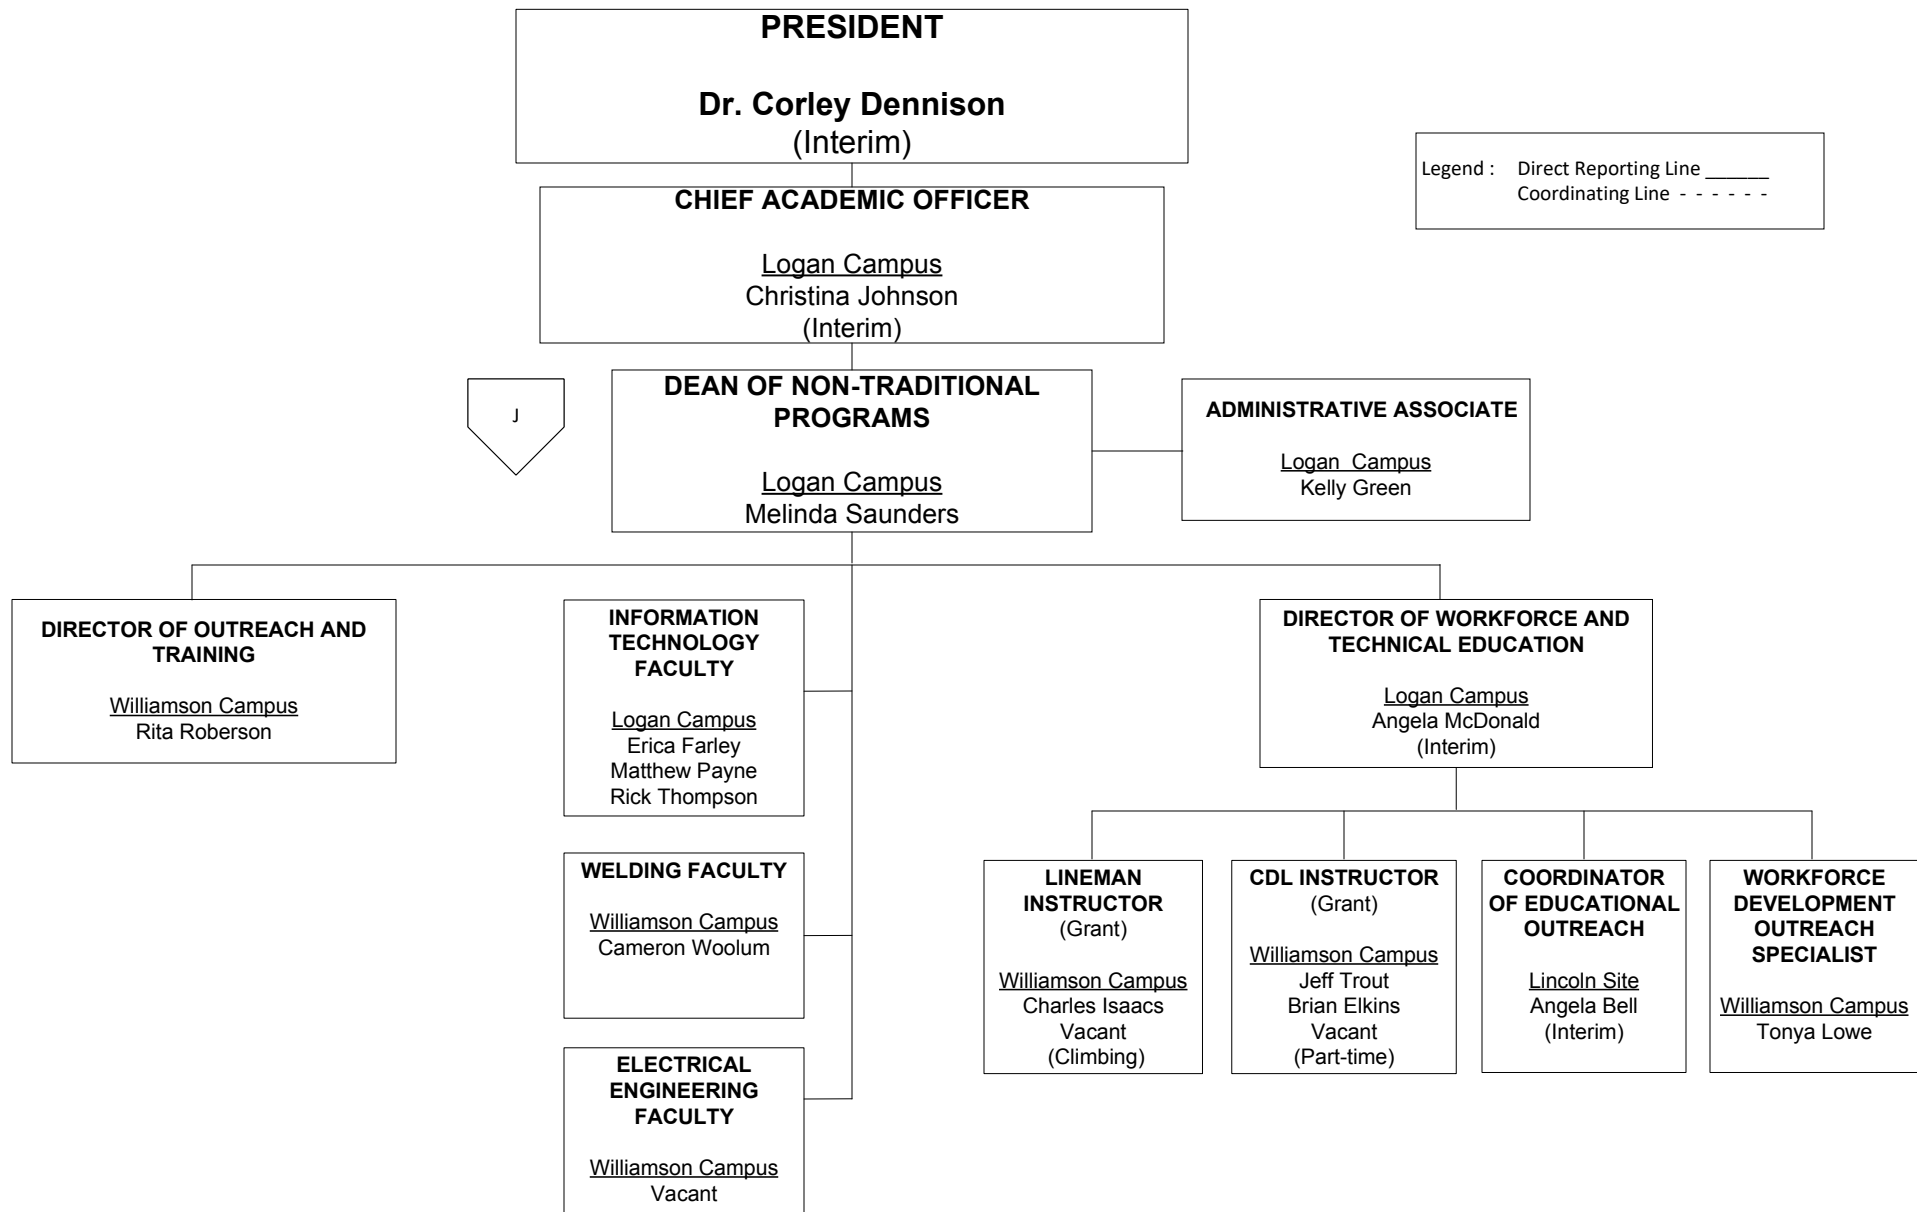 PRESIDENT
Dr. Corley Dennison
(Interim)
Legend : Direct Reporting Line ______
Coordinating Line - - - - - -
CHIEF ACADEMIC OFFICER
Logan Campus
Christina Johnson
(Interim)
J
DEAN OF NON-TRADITIONAL
PROGRAMS
Logan Campus
Melinda Saunders
ADMINISTRATIVE ASSOCIATE
Logan Campus
Kelly Green
DIRECTOR OF OUTREACH AND
TRAINING
Williamson Campus
Rita Roberson
INFORMATION
TECHNOLOGY
FACULTY
Logan Campus
Erica Farley
Matthew Payne
Rick Thompson
DIRECTOR OF WORKFORCE AND
TECHNICAL EDUCATION
Logan Campus
Angela McDonald
(Interim)
WELDING FACULTY
Williamson Campus
Cameron Woolum
LINEMAN
INSTRUCTOR
(Grant)
Williamson Campus
Charles Isaacs
Vacant
(Climbing)
CDL INSTRUCTOR
(Grant)
Williamson Campus
Jeff Trout
Brian Elkins
Vacant
(Part-time)
COORDINATOR
OF EDUCATIONAL
OUTREACH
Lincoln Site
Angela Bell
(Interim)
WORKFORCE
DEVELOPMENT
OUTREACH
SPECIALIST
Williamson Campus
Tonya Lowe
ELECTRICAL
ENGINEERING
FACULTY
Williamson Campus
Vacant